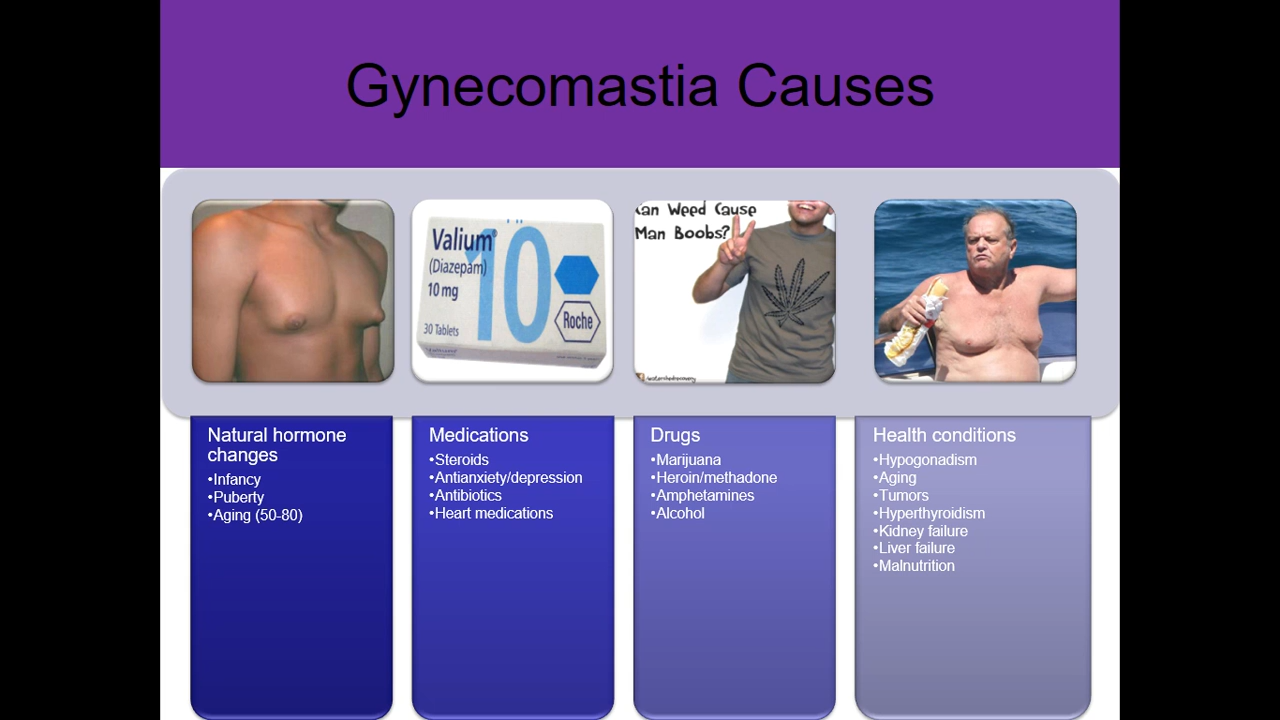 Gynecomastia Causes
Valium®
(Diazepam)
10 mg
10
30 Tablets
Roche
Weed Cause
Man Boobs?
Natural hormone
changes
•Infancy
•Puberty
•Aging (50-80)
Medications
•Steroids
•Antianxiety/depression
•Antibiotics
•Heart medications
Drugs
•Marijuana
•Heroin/methadone
•Amphetamines
•Alcohol
Health conditions
•Hypogonadism
•Aging
•Tumors
•Hyperthyroidism
•Kidney failure
•Liver failure
•Malnutrition